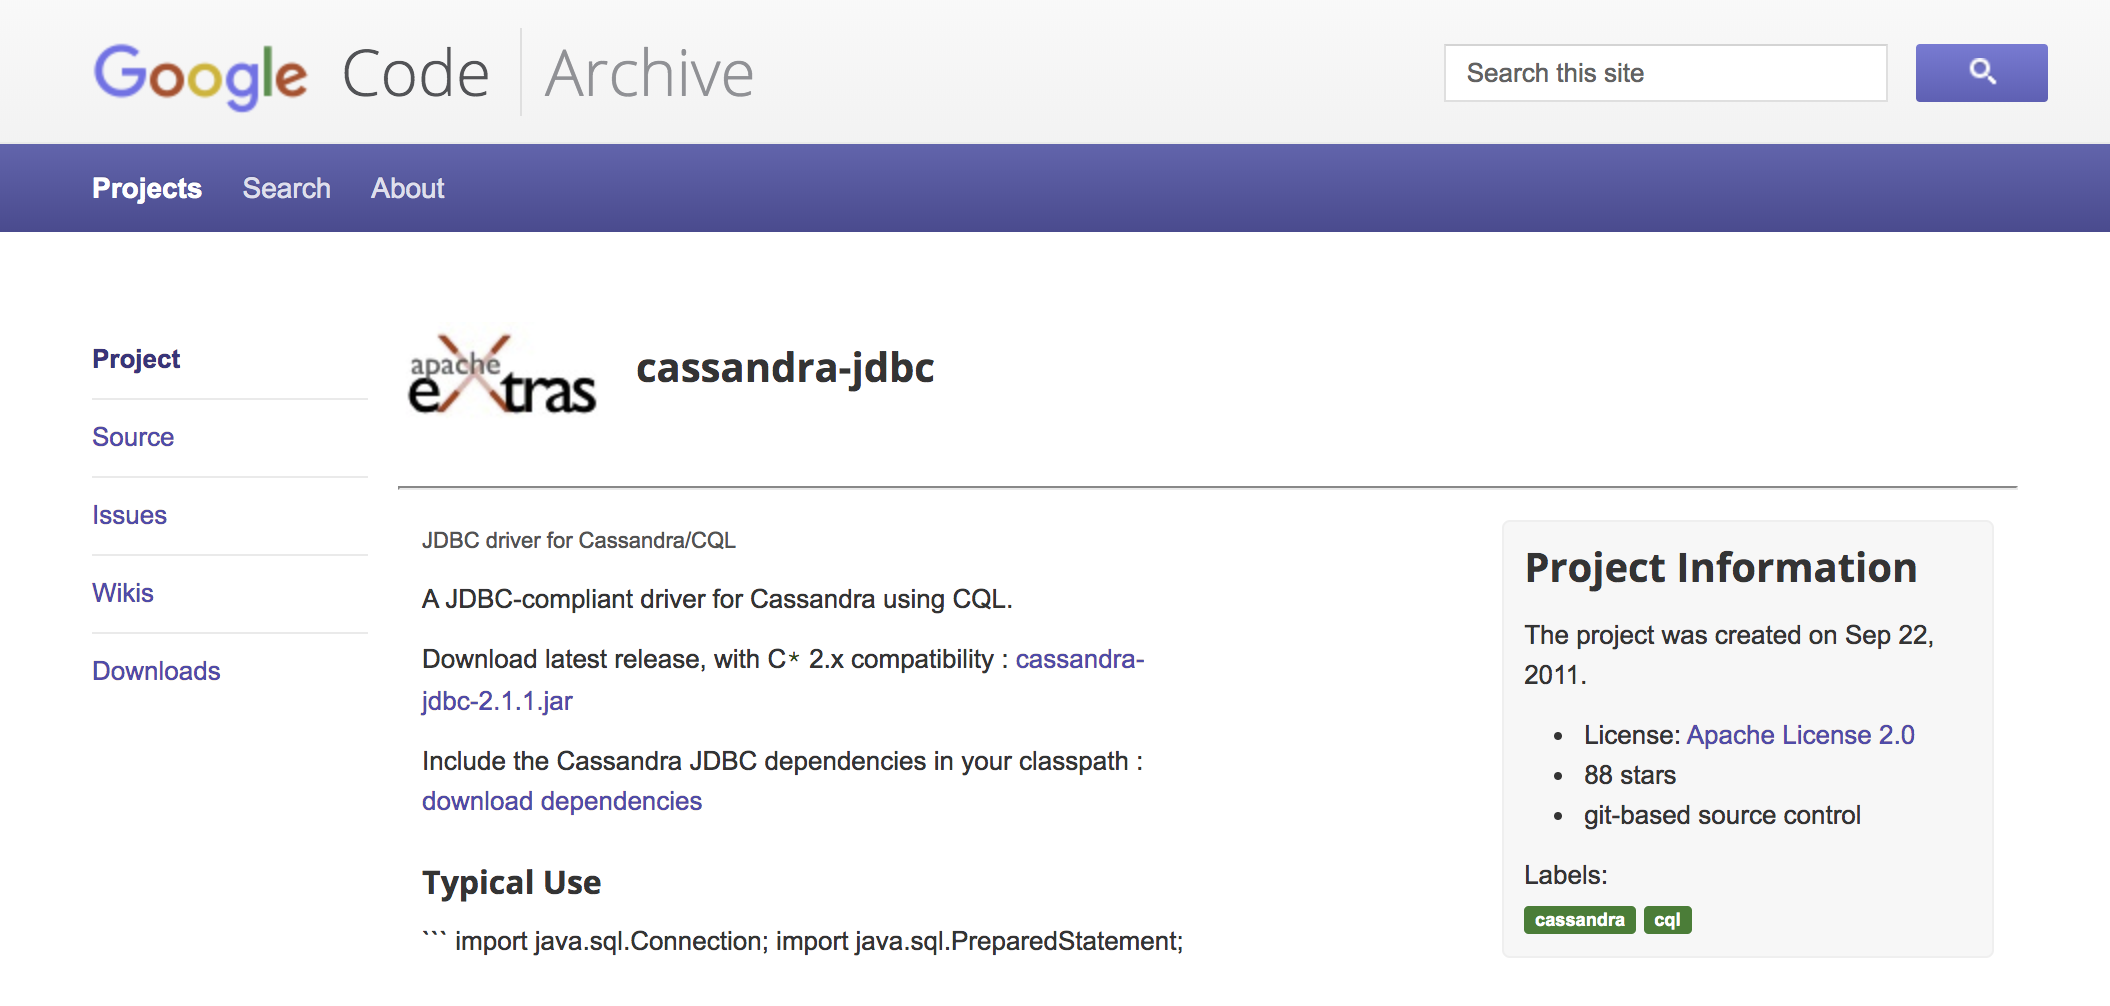 Google Code Archive
Search this site
Projects Search About
Project
Source
Issues
Wikis
Downloads
apache
extras
cassandra-jdbc
JDBC driver for Cassandra/CQL
A JDBC-compliant driver for Cassandra using CQL.
Download latest release, with C* 2.x compatibility : cassandra-
jdbc-2.1.1.jar
Include the Cassandra JDBC dependencies in your classpath :
download dependencies
Typical Use
``` import java.sql.Connection; import java.sql.PreparedStatement;
Project Information
The project was created on Sep 22,
2011.
• License: Apache License 2.0
• 88 stars
• git-based source control
Labels:
cassandra cql